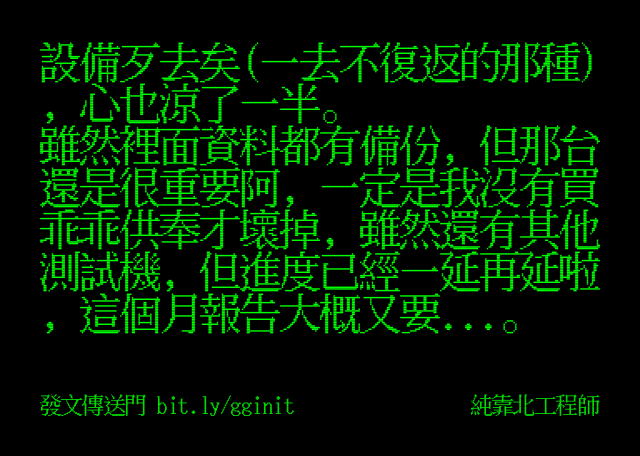 設備歹去矣(一去不復返的那種)
，心也涼了一半。
雖然裡面資料都有備份，但那台
還是很重要阿，一定是我沒有買
乖乖供奉才壞掉，雖然還有其他
測試機，但進度已經一延再延啦
，這個月報告大概又要...。
發文傳送門 bit.ly/gginit
純靠北工程師